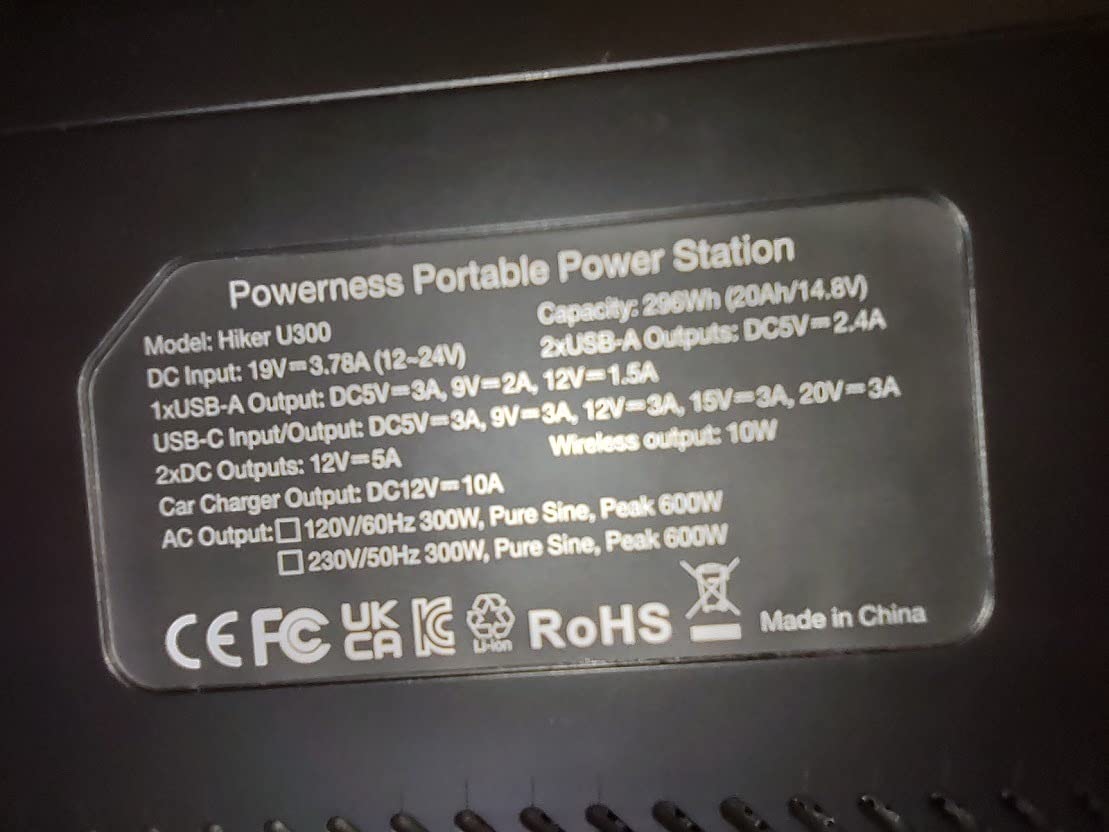 Powerness Portable Power Station
Model: Hiker U300
Capacity: 296Wh (20Ah/14.8V)
DC Input: 19V⎓3.78A (12~24V)
2xUSB-A Outputs: DC5V⎓2.4A
1xUSB-A Output: DC5V⎓3A, 9V⎓2A, 12V⎓1.5A
USB-C Input/Output: DC5V⎓3A, 9V⎓3A, 12V⎓3A, 15V⎓3A, 20V⎓3A
2xDC Outputs: 12V⎓5A
Wireless output: 10W
Car Charger Output: DC12V⎓10A
AC Output: ☐ 120V/60Hz 300W, Pure Sine, Peak 600W
☐ 230V/50Hz 300W, Pure Sine, Peak 600W
CE FC UK CA KC Li-ion RoHS Made in China